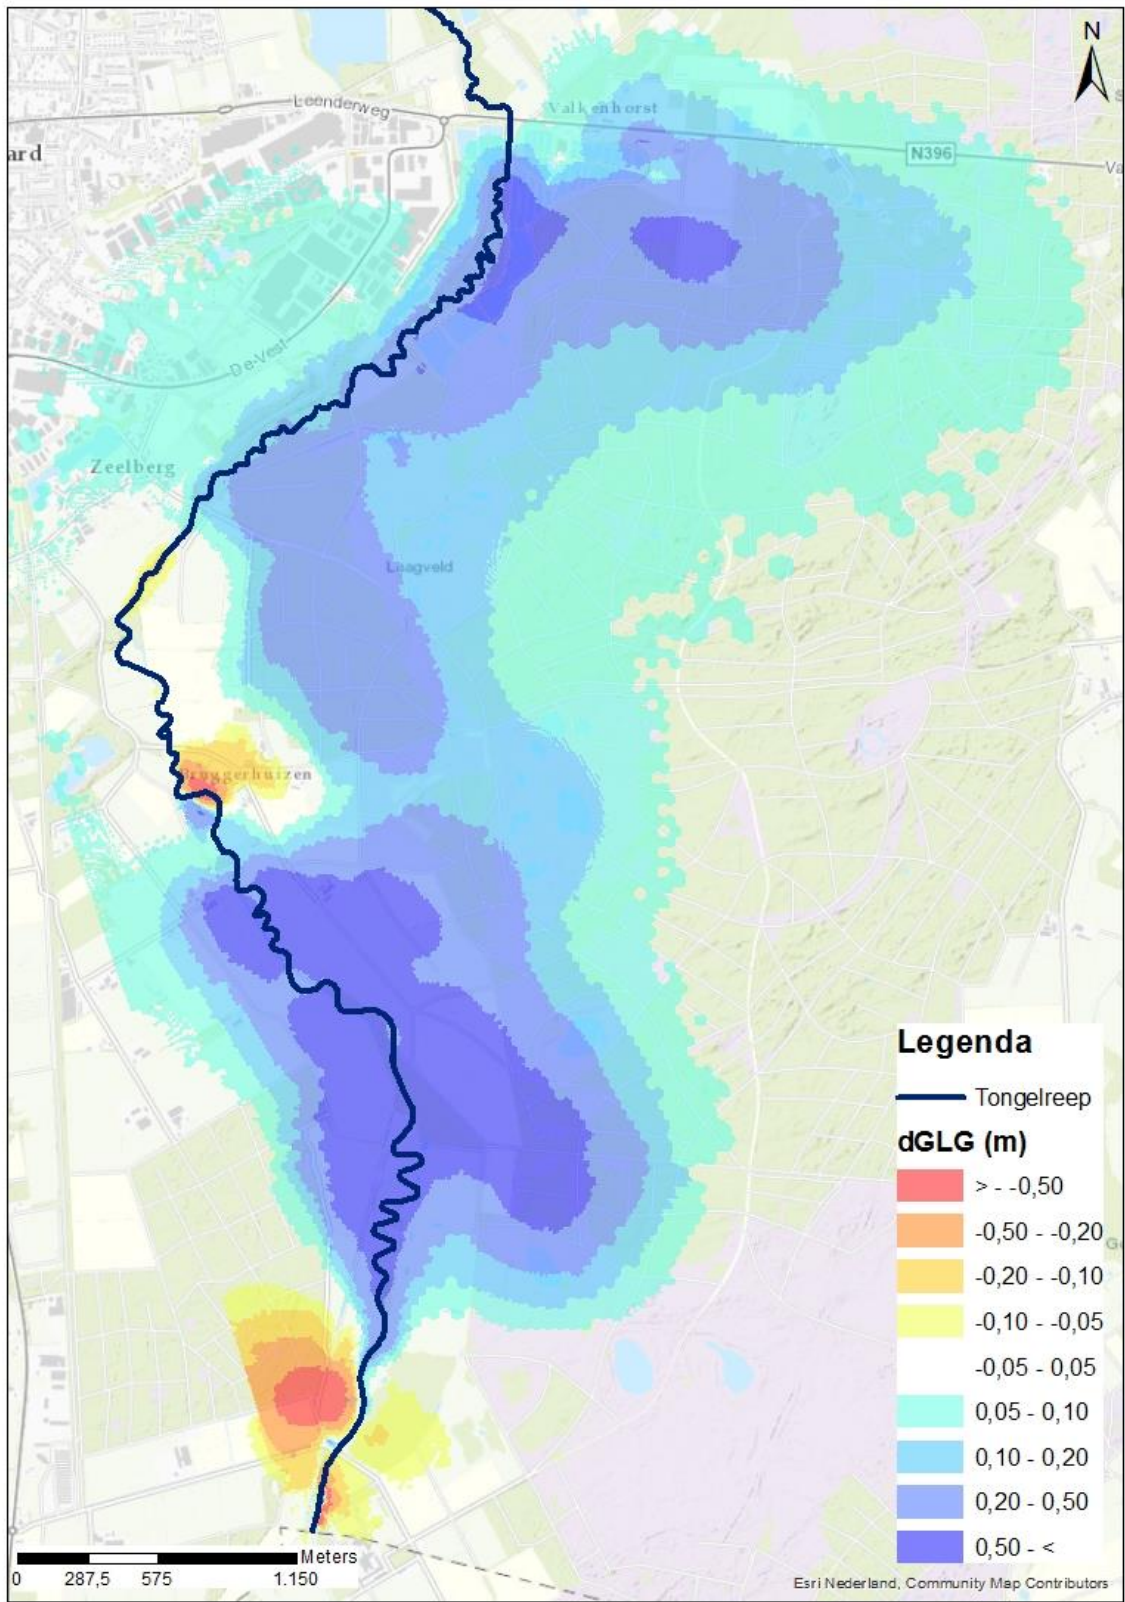 N
Leenderweg
Valkenhorst
ard
N396
Va
De Vest
Zeelberg
Laagveld
Bruggerhuizen
Legenda
Tongelreep
dGLG (m)
> - -0,50
-0,50 - -0,20
-0,20 - -0,10
-0,10 - -0,05
-0,05 - 0,05
0,05 - 0,10
0,10 - 0,20
0,20 - 0,50
0,50 - <
Meters
0 287,5 575 1.150
Esri Nederland, Community Map Contributors